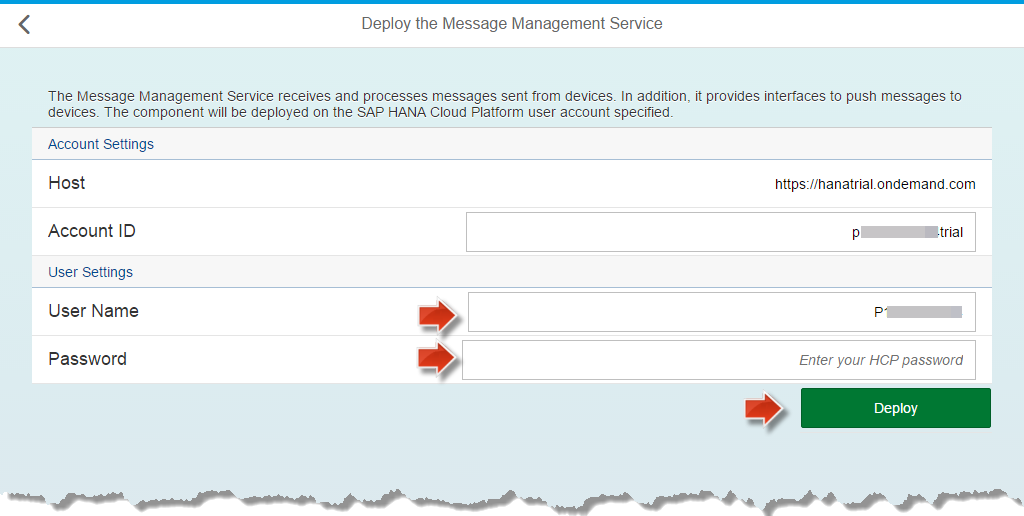 Deploy the Message Management Service
The Message Management Service receives and processes messages sent from devices. In addition, it provides interfaces to push messages to
devices. The component will be deployed on the SAP HANA Cloud Platform user account specified.
Account Settings
Host https://hanatrial.ondemand.com
Account ID p trial
User Settings
User Name P1
Password Enter your HCP password
Deploy